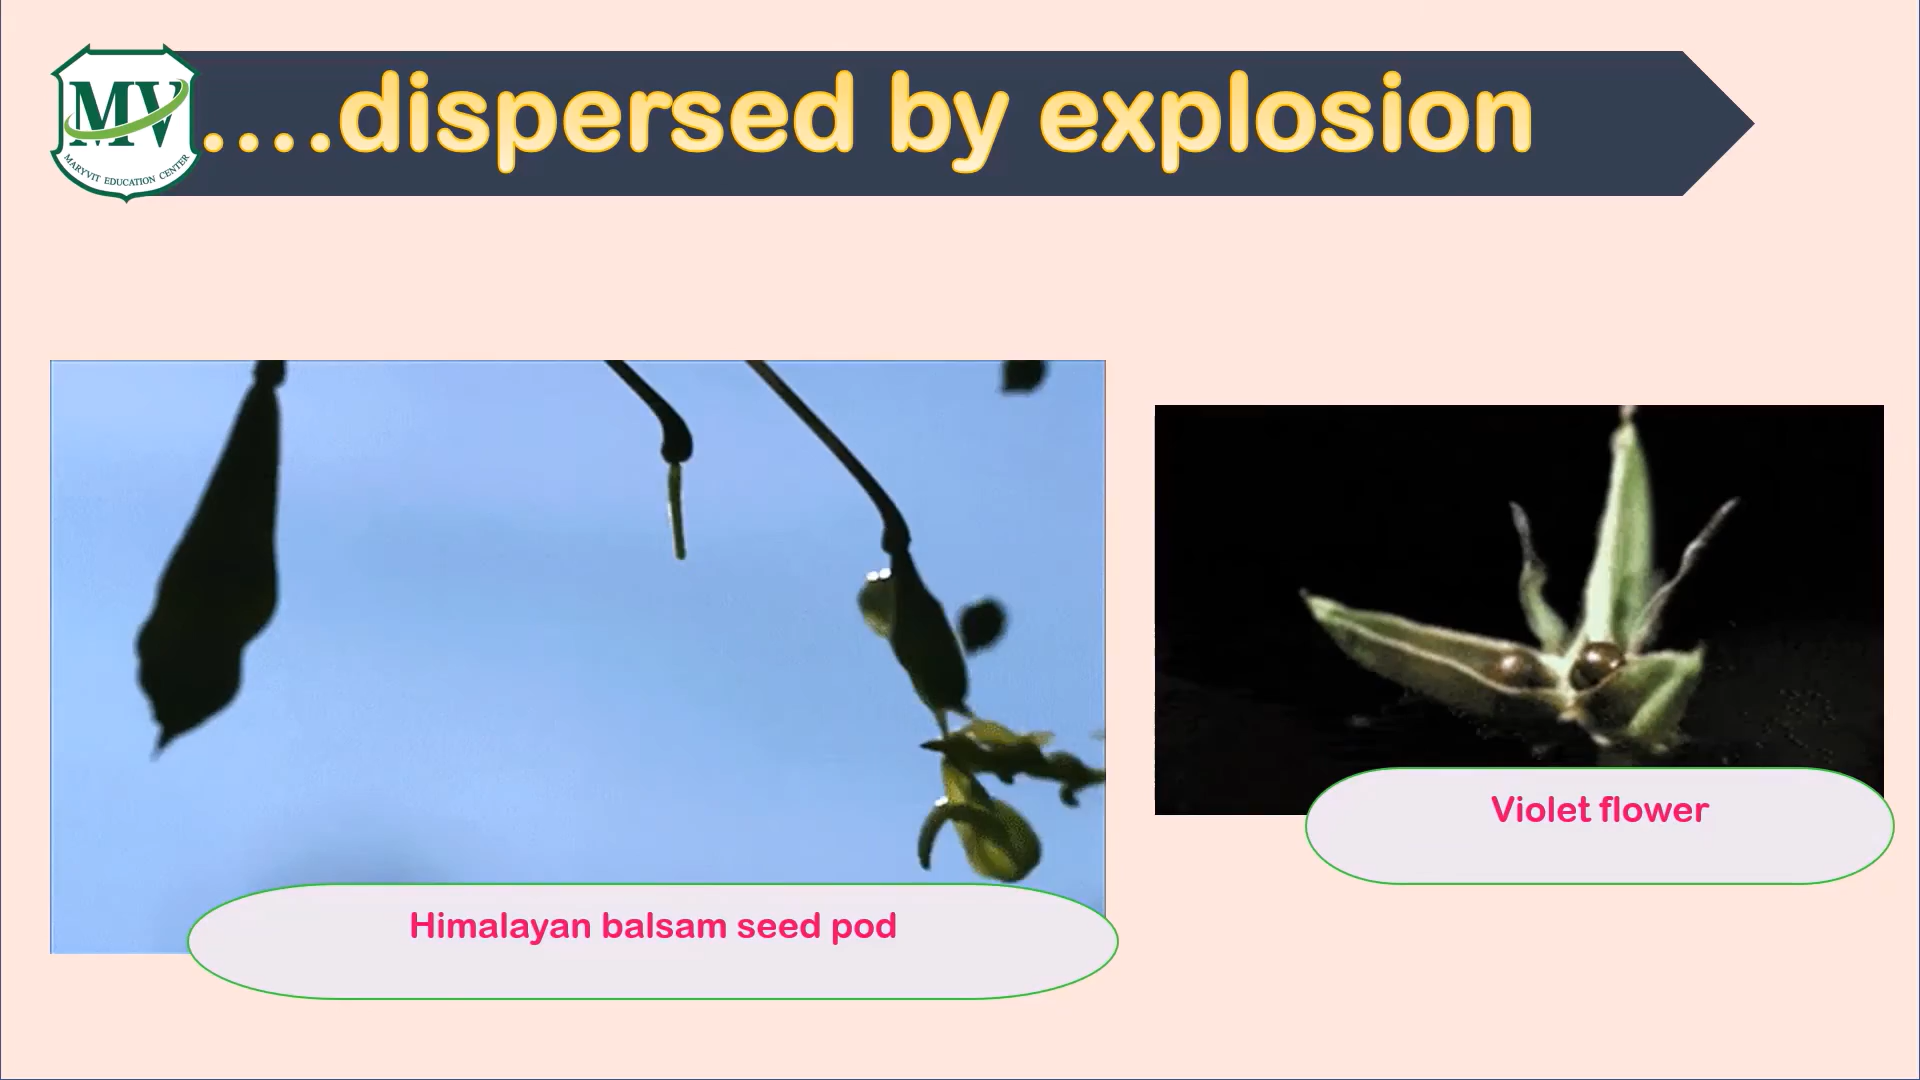 MV
MARYVIT EDUCATION CENTER
....dispersed by explosion
Himalayan balsam seed pod
Violet flower